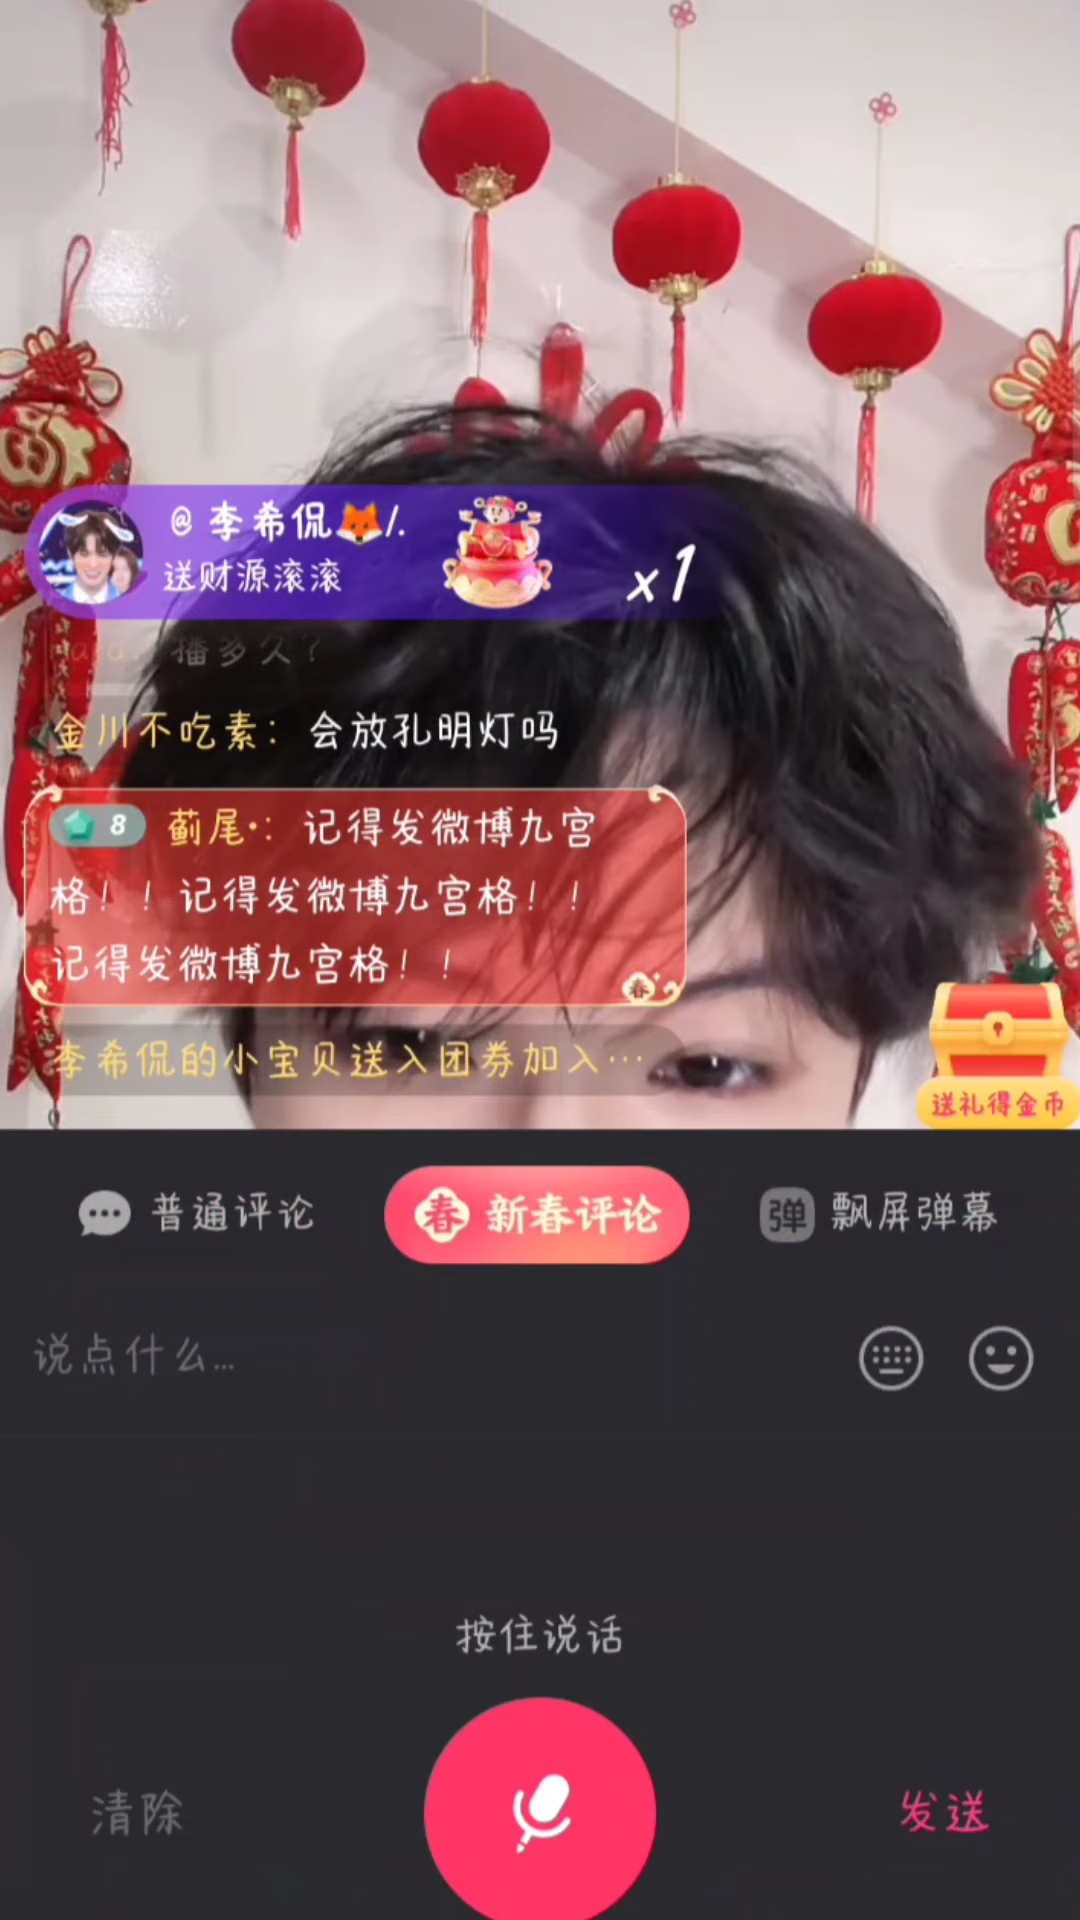 @李希侃🦊/.
送财源滚滚
x1
播多久？
金川不吃素：会放孔明灯吗
8 蓟尾·：记得发微博九宫
格！！记得发微博九宫格！！
记得发微博九宫格！！
春
李希侃的小宝贝送入团券加入…
送礼得金币
普通评论
春 新春评论
弹 飘屏弹幕
说点什么...
按住说话
清除
发送